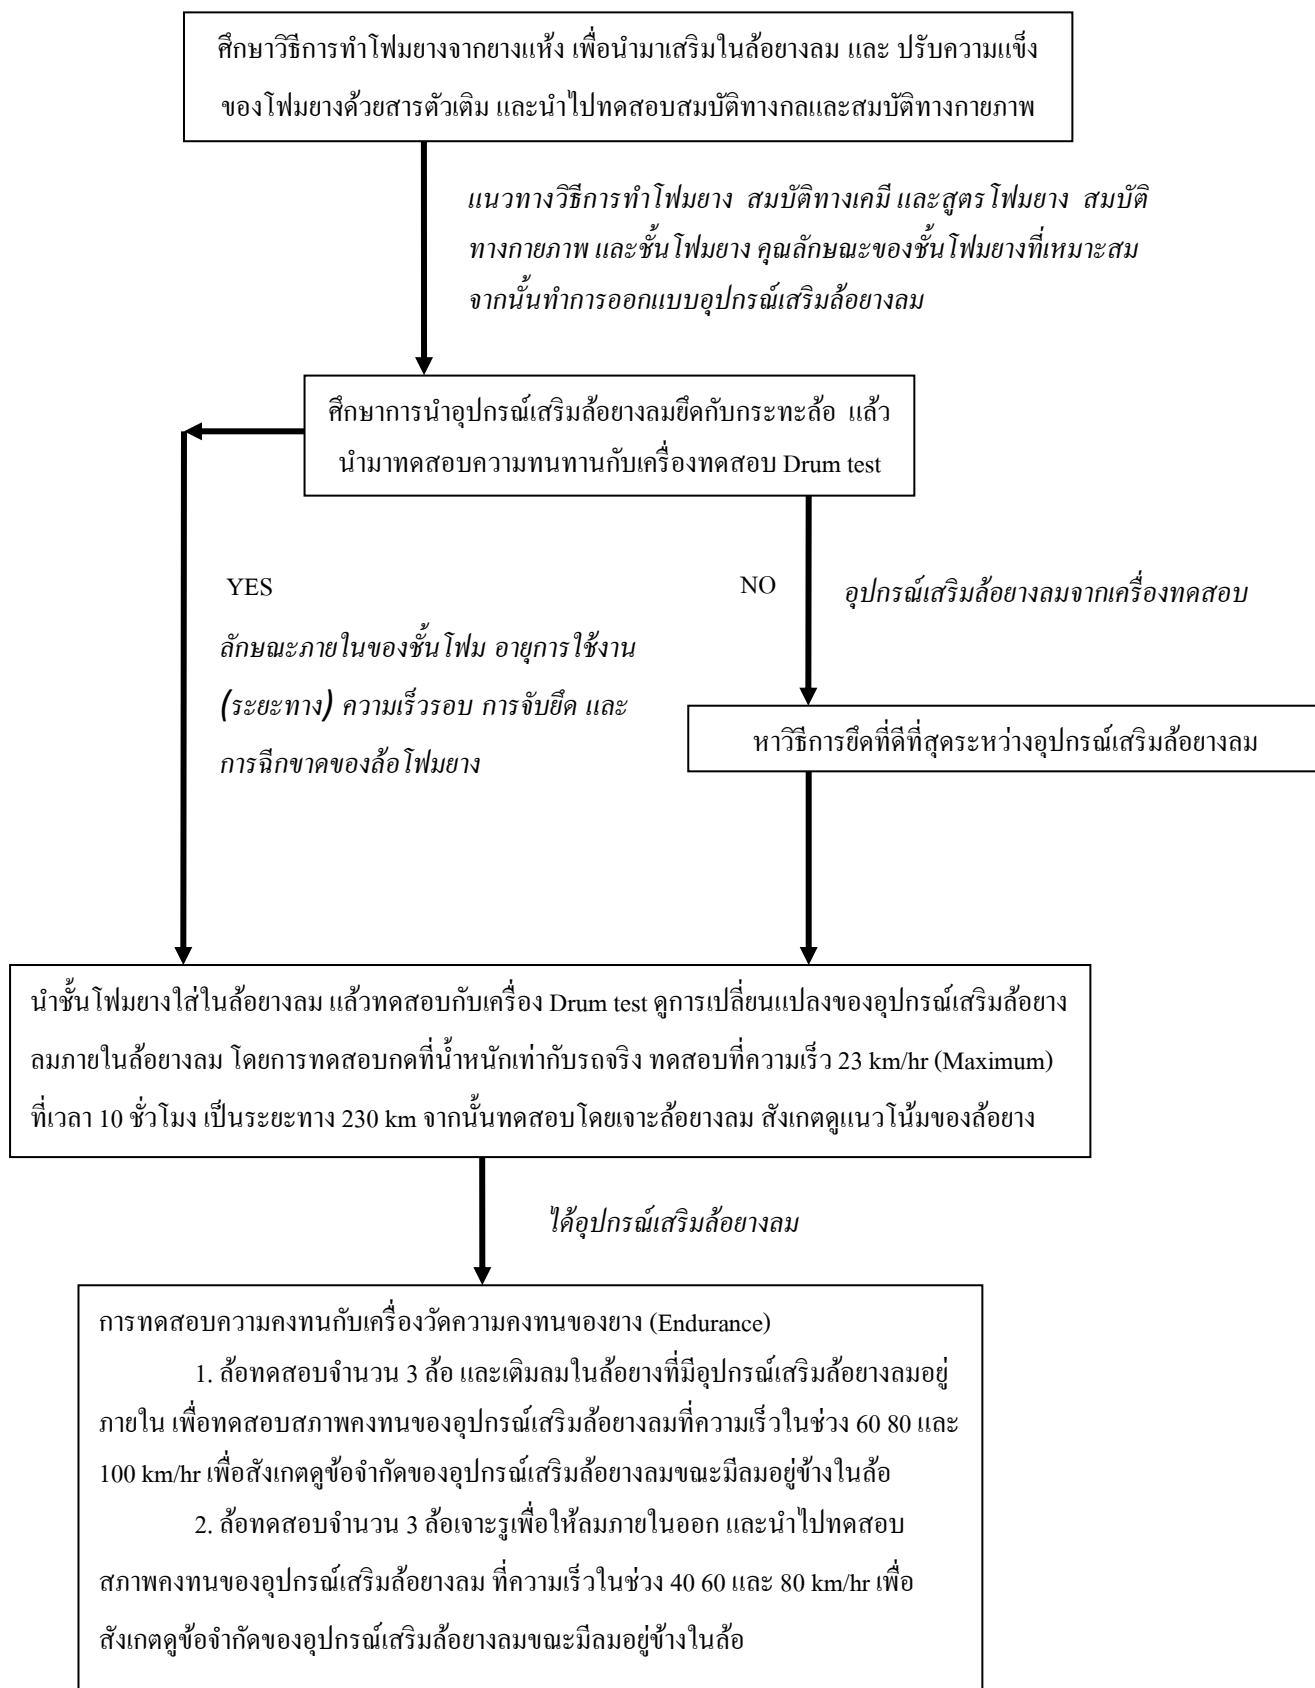 ศึกษาวิธีการทำโฟมยางจากยางแห้ง เพื่อนำมาเสริมในล้อยางลม และ ปรับความแข็ง
ของโฟมยางด้วยสารตัวเติม และนำไปทดสอบสมบัติทางกลและสมบัติทางกายภาพ
แนวทางวิธีการทำโฟมยาง สมบัติทางเคมี และสูตรโฟมยาง สมบัติ
ทางกายภาพ และชั้นโฟมยาง คุณลักษณะของชั้นโฟมยางที่เหมาะสม
จากนั้นทำการออกแบบอุปกรณ์เสริมล้อยางลม
ศึกษาการนำอุปกรณ์เสริมล้อยางลมยึดกับกระทะล้อ แล้ว
นำมาทดสอบความทนทานกับเครื่องทดสอบ Drum test
YES
ลักษณะภายในของชั้นโฟม อายุการใช้งาน
(ระยะทาง) ความเร็วรอบ การจับยึด และ
การฉีกขาดของล้อโฟมยาง
NO
อุปกรณ์เสริมล้อยางลมจากเครื่องทดสอบ
หาวิธีการยึดที่ดีที่สุดระหว่างอุปกรณ์เสริมล้อยางลม
นำชั้นโฟมยางใส่ในล้อยางลม แล้วทดสอบกับเครื่อง Drum test ดูการเปลี่ยนแปลงของอุปกรณ์เสริมล้อยาง
ลมภายในล้อยางลม โดยการทดสอบกดที่น้ำหนักเท่ากับรถจริง ทดสอบที่ความเร็ว 23 km/hr (Maximum)
ที่เวลา 10 ชั่วโมง เป็นระยะทาง 230 km จากนั้นทดสอบโดยเจาะล้อยางลม สังเกตดูแนวโน้มของล้อยาง
ได้อุปกรณ์เสริมล้อยางลม
การทดสอบความคงทนกับเครื่องวัดความคงทนของยาง (Endurance)
1. ล้อทดสอบจำนวน 3 ล้อ และเติมลมในล้อยางที่มีอุปกรณ์เสริมล้อยางลมอยู่
ภายใน เพื่อทดสอบสภาพคงทนของอุปกรณ์เสริมล้อยางลมที่ความเร็วในช่วง 60 80 และ
100 km/hr เพื่อสังเกตดูข้อจำกัดของอุปกรณ์เสริมล้อยางลมขณะมีลมอยู่ข้างในล้อ
2. ล้อทดสอบจำนวน 3 ล้อเจาะรูเพื่อให้ลมภายในออก และนำไปทดสอบ
สภาพคงทนของอุปกรณ์เสริมล้อยางลม ที่ความเร็วในช่วง 40 60 และ 80 km/hr เพื่อ
สังเกตดูข้อจำกัดของอุปกรณ์เสริมล้อยางลมขณะมีลมอยู่ข้างในล้อ